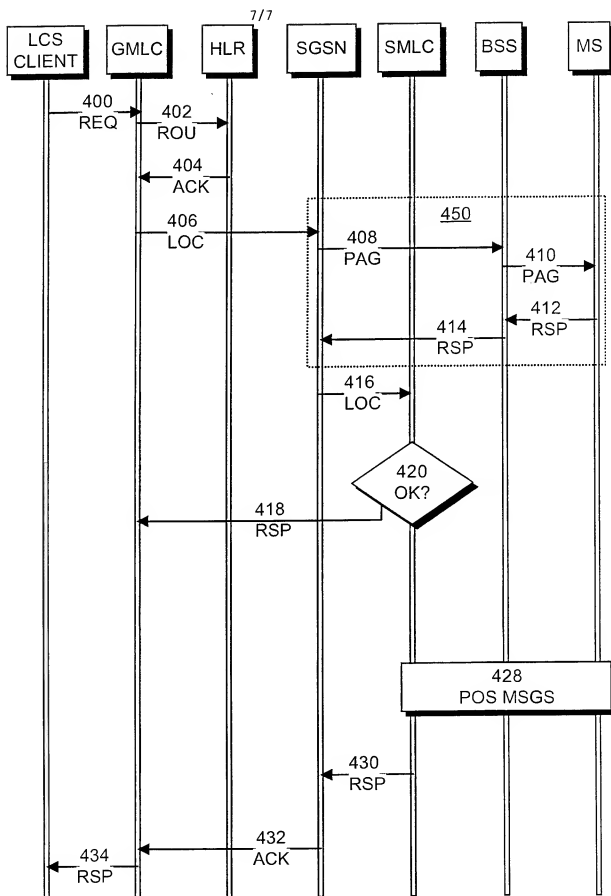 7/7
LCS
CLIENT
GMLC
HLR
SGSN
SMLC
BSS
MS
400
REQ
402
ROU
404
ACK
406
LOC
450
408
PAG
410
PAG
412
RSP
414
RSP
416
LOC
420
OK?
418
RSP
428
POS MSGS
430
RSP
432
ACK
434
RSP